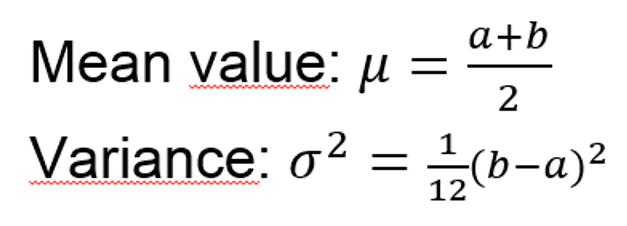 Mean value: μ = a+b/2
Variance: σ² = 1/12(b−a)²